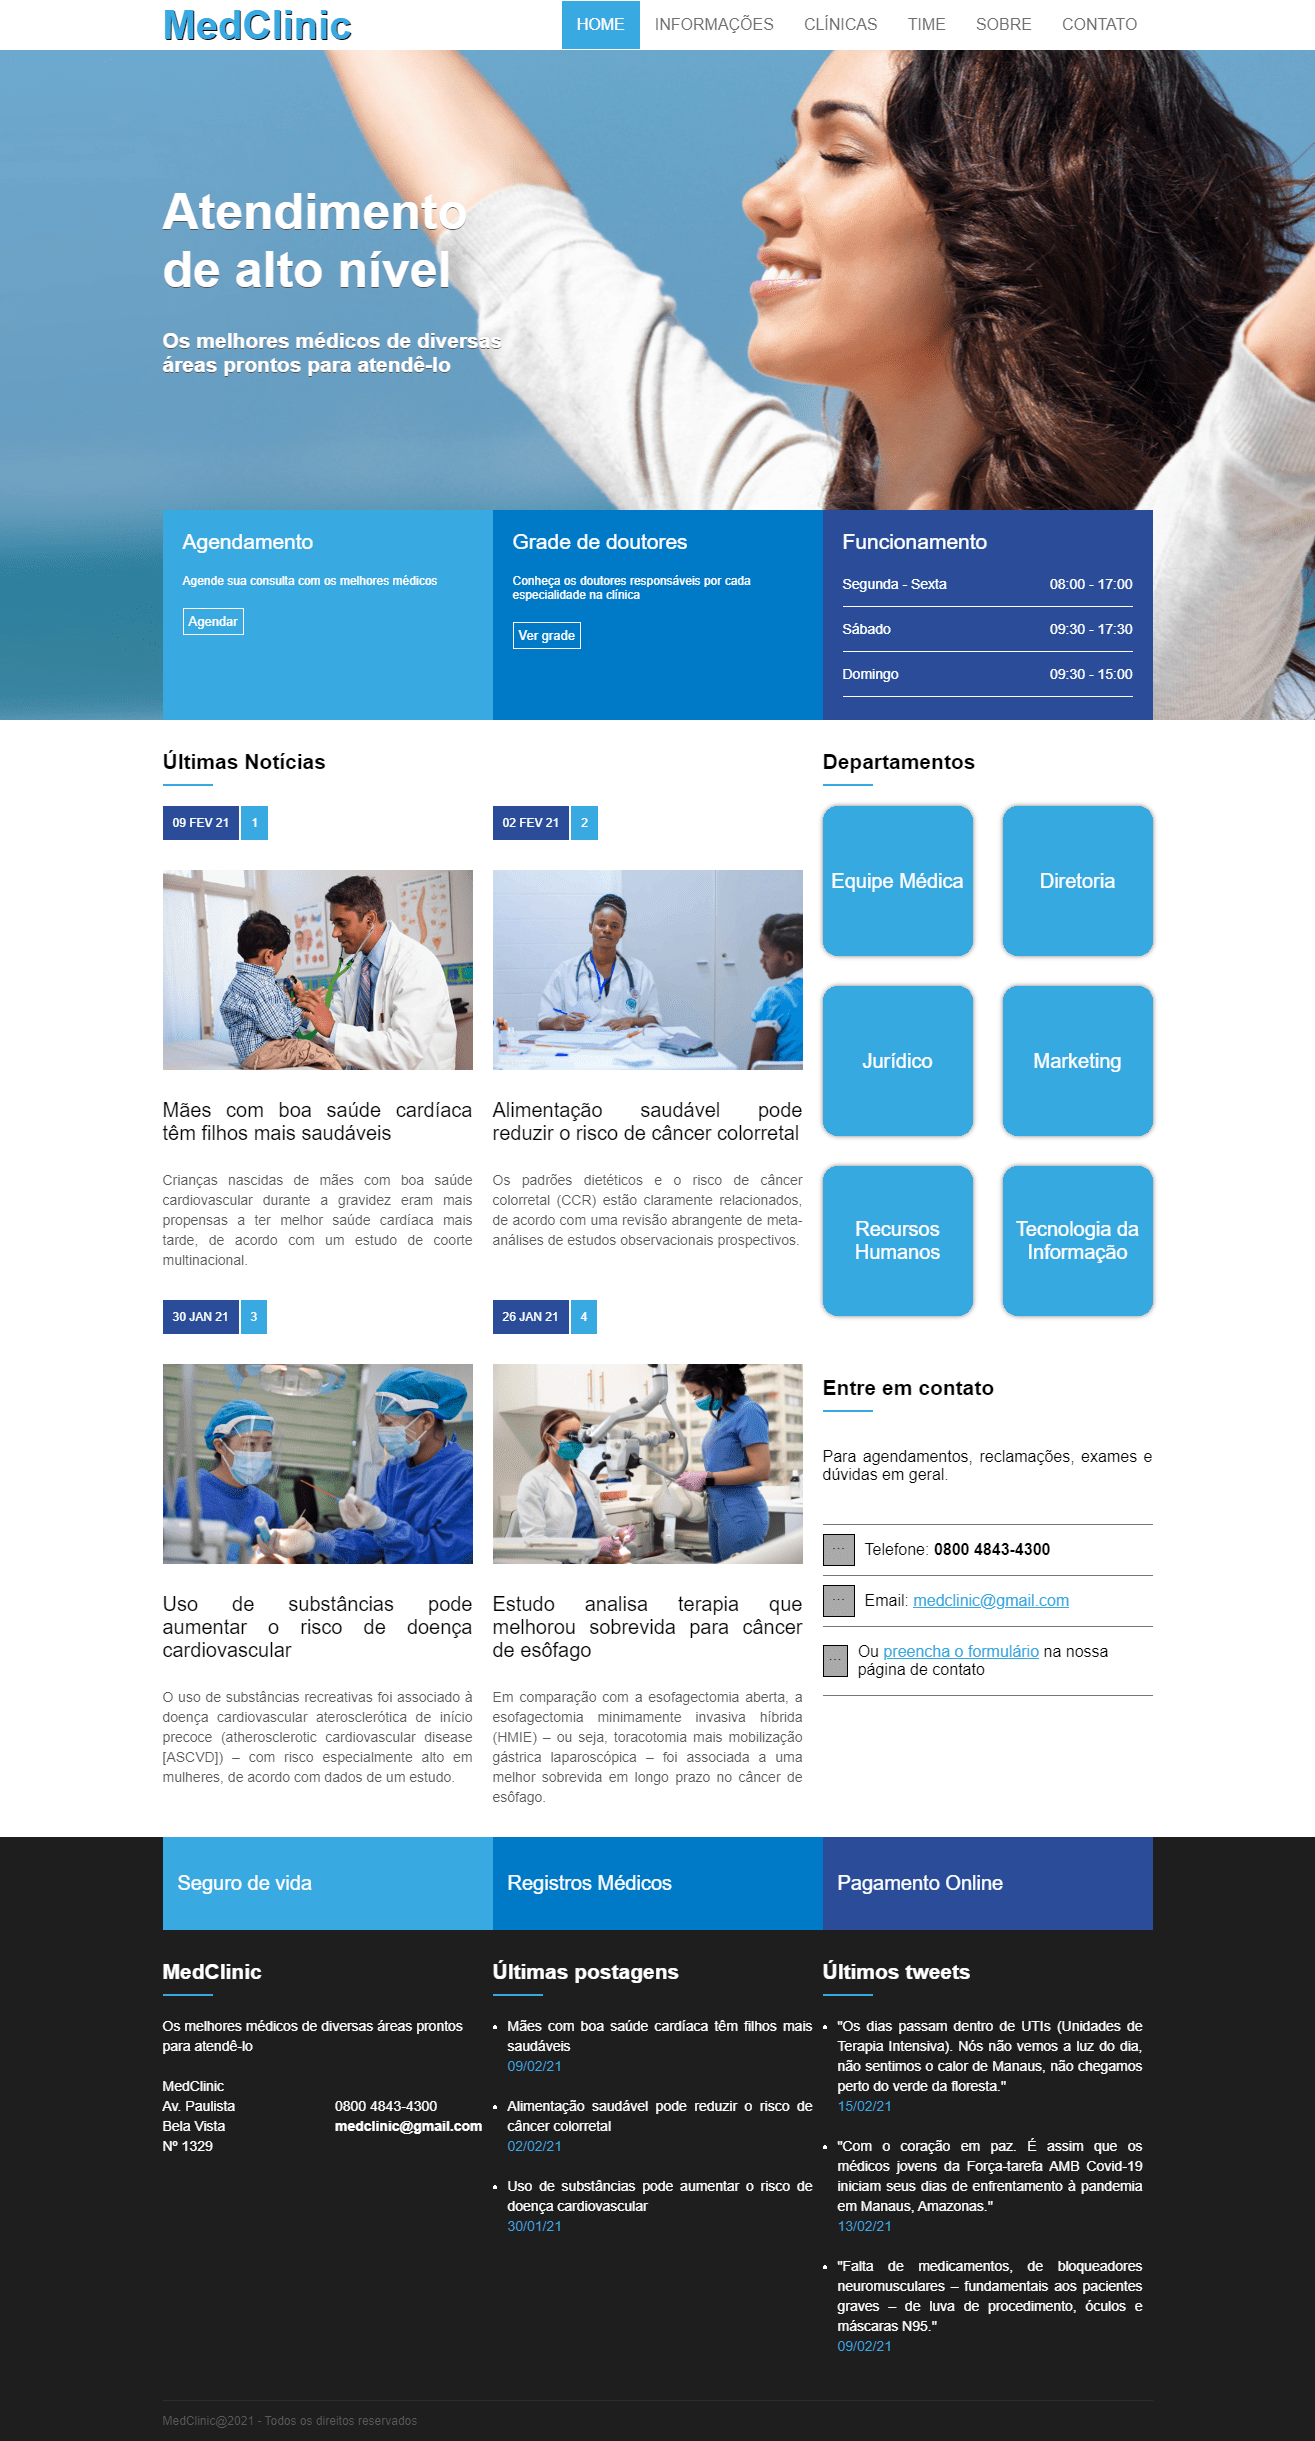 MedClinic
HOME INFORMAÇÕES CLÍNICAS TIME SOBRE CONTATO
Atendimento
de alto nível
Os melhores médicos de diversas
áreas prontos para atendê-lo
Agendamento
Agende sua consulta com os melhores médicos
Agendar
Grade de doutores
Conheça os doutores responsáveis por cada
especialidade na clínica
Ver grade
Funcionamento
Segunda - Sexta 08:00 - 17:00
Sábado 09:30 - 17:30
Domingo 09:30 - 15:00
Últimas Notícias
09 FEV 21 1
Mães com boa saúde cardíaca
têm filhos mais saudáveis
Crianças nascidas de mães com boa saúde
cardiovascular durante a gravidez eram mais
propensas a ter melhor saúde cardíaca mais
tarde, de acordo com um estudo de coorte
multinacional.
02 FEV 21 2
Alimentação saudável pode
reduzir o risco de câncer colorretal
Os padrões dietéticos e o risco de câncer
colorretal (CCR) estão claramente relacionados,
de acordo com uma revisão abrangente de meta-
análises de estudos observacionais prospectivos.
30 JAN 21 3
Uso de substâncias pode
aumentar o risco de doença
cardiovascular
O uso de substâncias recreativas foi associado à
doença cardiovascular aterosclerótica de início
precoce (atherosclerotic cardiovascular disease
[ASCVD]) – com risco especialmente alto em
mulheres, de acordo com dados de um estudo.
26 JAN 21 4
Estudo analisa terapia que
melhorou sobrevida para câncer
de esôfago
Em comparação com a esofagectomia aberta, a
esofagectomia minimamente invasiva híbrida
(HMIE) – ou seja, toracotomia mais mobilização
gástrica laparoscópica – foi associada a uma
melhor sobrevida em longo prazo no câncer de
esôfago.
Departamentos
Equipe Médica
Diretoria
Jurídico
Marketing
Recursos
Humanos
Tecnologia da
Informação
Entre em contato
Para agendamentos, reclamações, exames e
dúvidas em geral.
... Telefone: 0800 4843-4300
... Email: medclinic@gmail.com
... Ou preencha o formulário na nossa
página de contato
Seguro de vida
Registros Médicos
Pagamento Online
MedClinic
Os melhores médicos de diversas áreas prontos
para atendê-lo
MedClinic
Av. Paulista
Bela Vista
Nº 1329
0800 4843-4300
medclinic@gmail.com
Últimas postagens
• Mães com boa saúde cardíaca têm filhos mais
saudáveis
09/02/21
• Alimentação saudável pode reduzir o risco de
câncer colorretal
02/02/21
• Uso de substâncias pode aumentar o risco de
doença cardiovascular
30/01/21
Últimos tweets
• "Os dias passam dentro de UTIs (Unidades de
Terapia Intensiva). Nós não vemos a luz do dia,
não sentimos o calor de Manaus, não chegamos
perto do verde da floresta."
15/02/21
• "Com o coração em paz. É assim que os
médicos jovens da Força-tarefa AMB Covid-19
iniciam seus dias de enfrentamento à pandemia
em Manaus, Amazonas."
13/02/21
• "Falta de medicamentos, de bloqueadores
neuromusculares – fundamentais aos pacientes
graves – de luva de procedimento, óculos e
máscaras N95."
09/02/21
MedClinic@2021 - Todos os direitos reservados